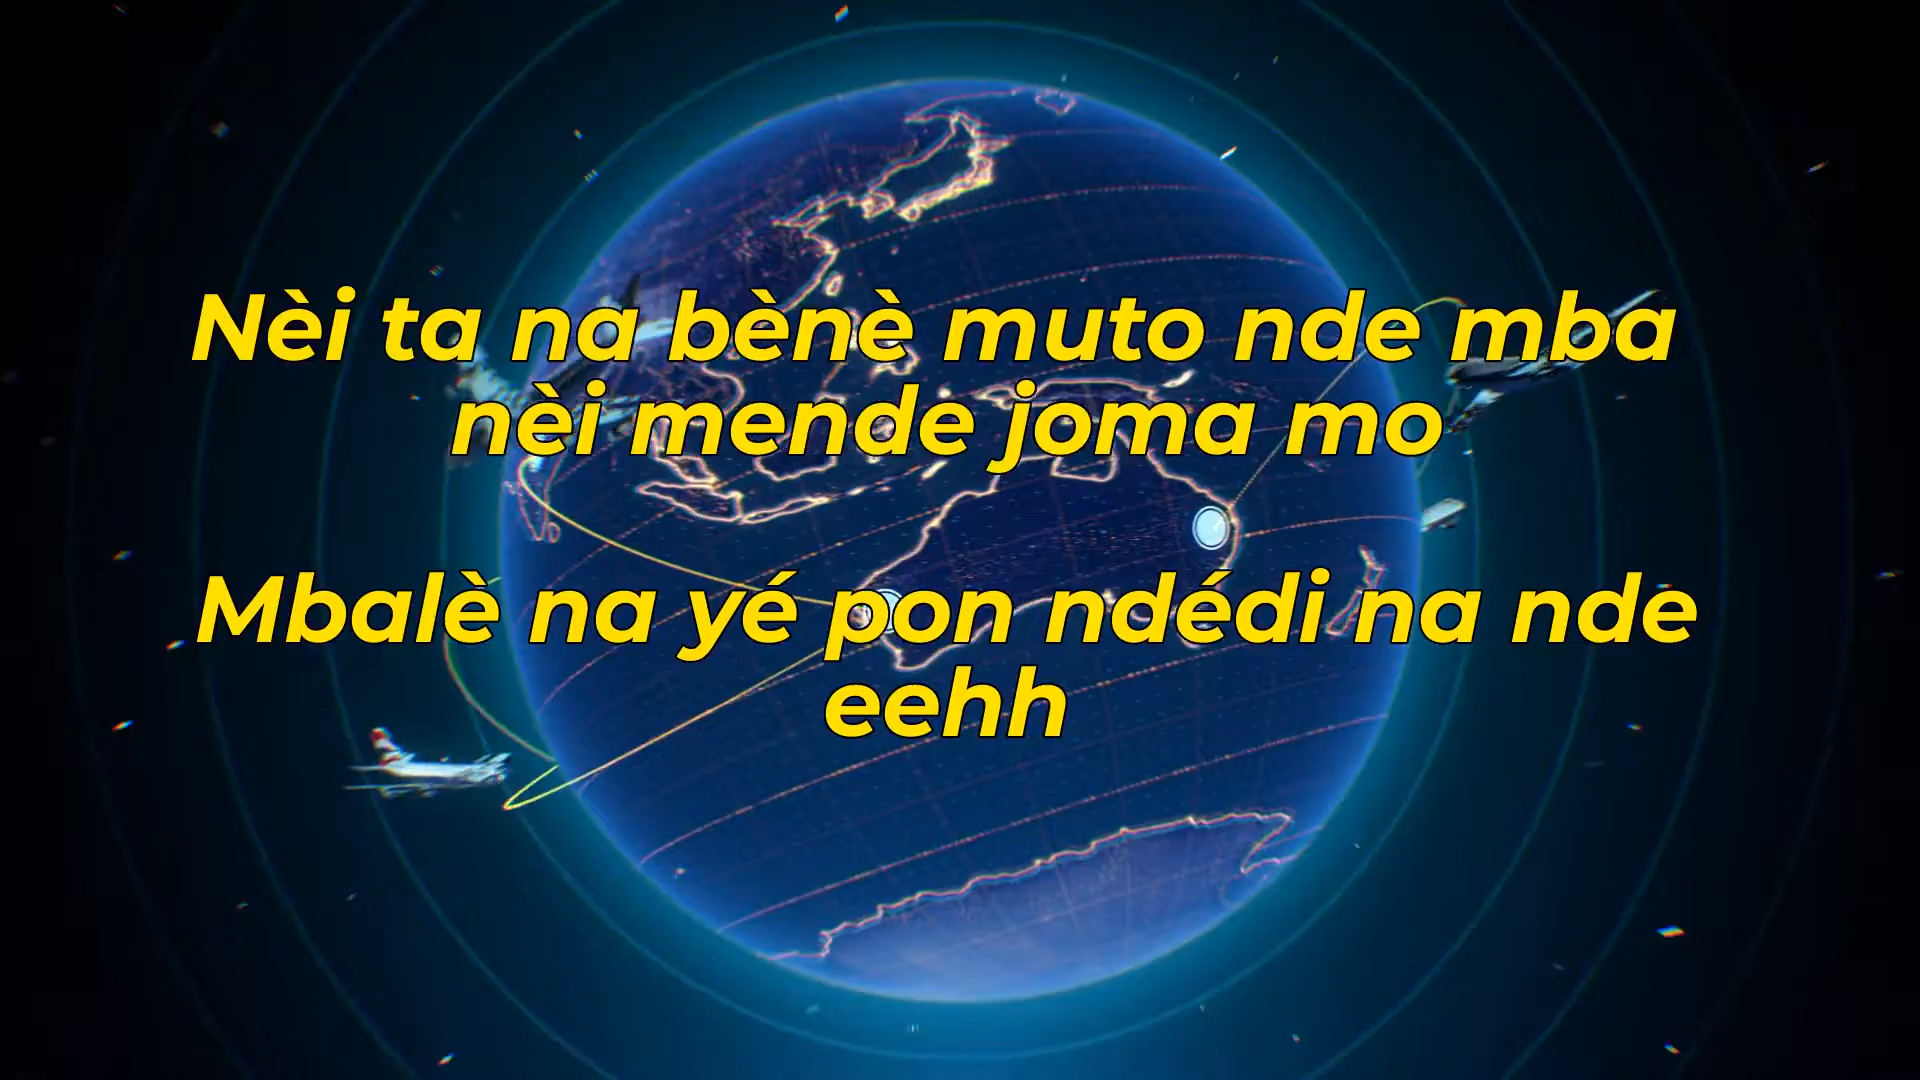 Nèi ta na bènè muto nde mba
nèi mende joma mo
Mbalè na yé pon ndédi na nde
eehh